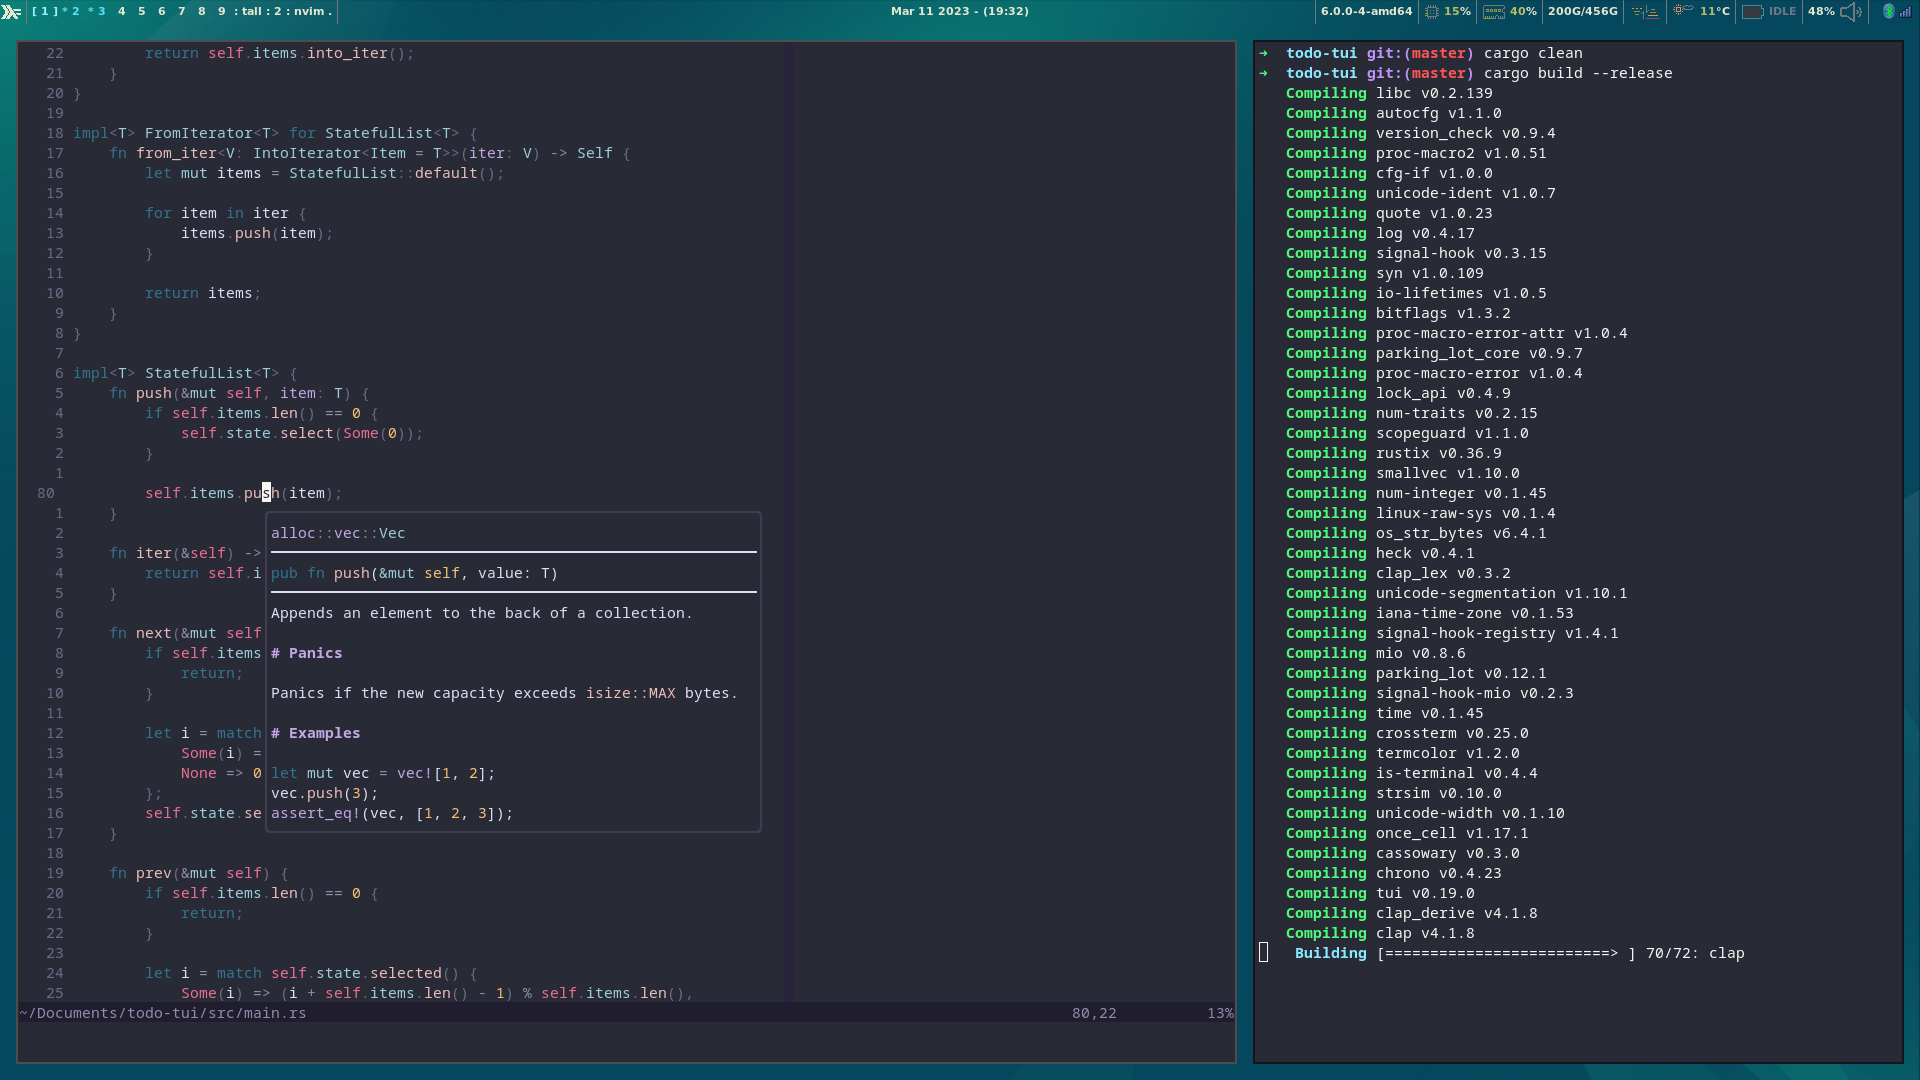 [ 1 ] * 2 * 3 4 5 6 7 8 9 : tall : 2 : nvim .
Mar 11 2023 - (19:32)
6.0.0-4-amd64 15% 40% 200G/456G 11°C IDLE 48%
22 return self.items.into_iter();
21 }
20 }
19
18 impl<T> FromIterator<T> for StatefulList<T> {
17 fn from_iter<V: IntoIterator<Item = T>>(iter: V) -> Self {
16 let mut items = StatefulList::default();
15
14 for item in iter {
13 items.push(item);
12 }
11
10 return items;
9 }
8 }
7
6 impl<T> StatefulList<T> {
5 fn push(&mut self, item: T) {
4 if self.items.len() == 0 {
3 self.state.select(Some(0));
2 }
1
80 self.items.push(item);
1 }
2
3 fn iter(&self) ->
4 return self.i
5 }
6
7 fn next(&mut self
8 if self.items
9 return;
10 }
11
12 let i = match
13 Some(i) =
14 None => 0
15 };
16 self.state.se
17 }
18
19 fn prev(&mut self) {
20 if self.items.len() == 0 {
21 return;
22 }
23
24 let i = match self.state.selected() {
25 Some(i) => (i + self.items.len() - 1) % self.items.len(),
~/Documents/todo-tui/src/main.rs 80,22 13%
alloc::vec::Vec
pub fn push(&mut self, value: T)
Appends an element to the back of a collection.
# Panics
Panics if the new capacity exceeds isize::MAX bytes.
# Examples
let mut vec = vec![1, 2];
vec.push(3);
assert_eq!(vec, [1, 2, 3]);
➜ todo-tui git:(master) cargo clean
➜ todo-tui git:(master) cargo build --release
Compiling libc v0.2.139
Compiling autocfg v1.1.0
Compiling version_check v0.9.4
Compiling proc-macro2 v1.0.51
Compiling cfg-if v1.0.0
Compiling unicode-ident v1.0.7
Compiling quote v1.0.23
Compiling log v0.4.17
Compiling signal-hook v0.3.15
Compiling syn v1.0.109
Compiling io-lifetimes v1.0.5
Compiling bitflags v1.3.2
Compiling proc-macro-error-attr v1.0.4
Compiling parking_lot_core v0.9.7
Compiling proc-macro-error v1.0.4
Compiling lock_api v0.4.9
Compiling num-traits v0.2.15
Compiling scopeguard v1.1.0
Compiling rustix v0.36.9
Compiling smallvec v1.10.0
Compiling num-integer v0.1.45
Compiling linux-raw-sys v0.1.4
Compiling os_str_bytes v6.4.1
Compiling heck v0.4.1
Compiling clap_lex v0.3.2
Compiling unicode-segmentation v1.10.1
Compiling iana-time-zone v0.1.53
Compiling signal-hook-registry v1.4.1
Compiling mio v0.8.6
Compiling parking_lot v0.12.1
Compiling signal-hook-mio v0.2.3
Compiling time v0.1.45
Compiling crossterm v0.25.0
Compiling termcolor v1.2.0
Compiling is-terminal v0.4.4
Compiling strsim v0.10.0
Compiling unicode-width v0.1.10
Compiling once_cell v1.17.1
Compiling cassowary v0.3.0
Compiling chrono v0.4.23
Compiling tui v0.19.0
Compiling clap_derive v4.1.8
Compiling clap v4.1.8
Building [=========================> ] 70/72: clap